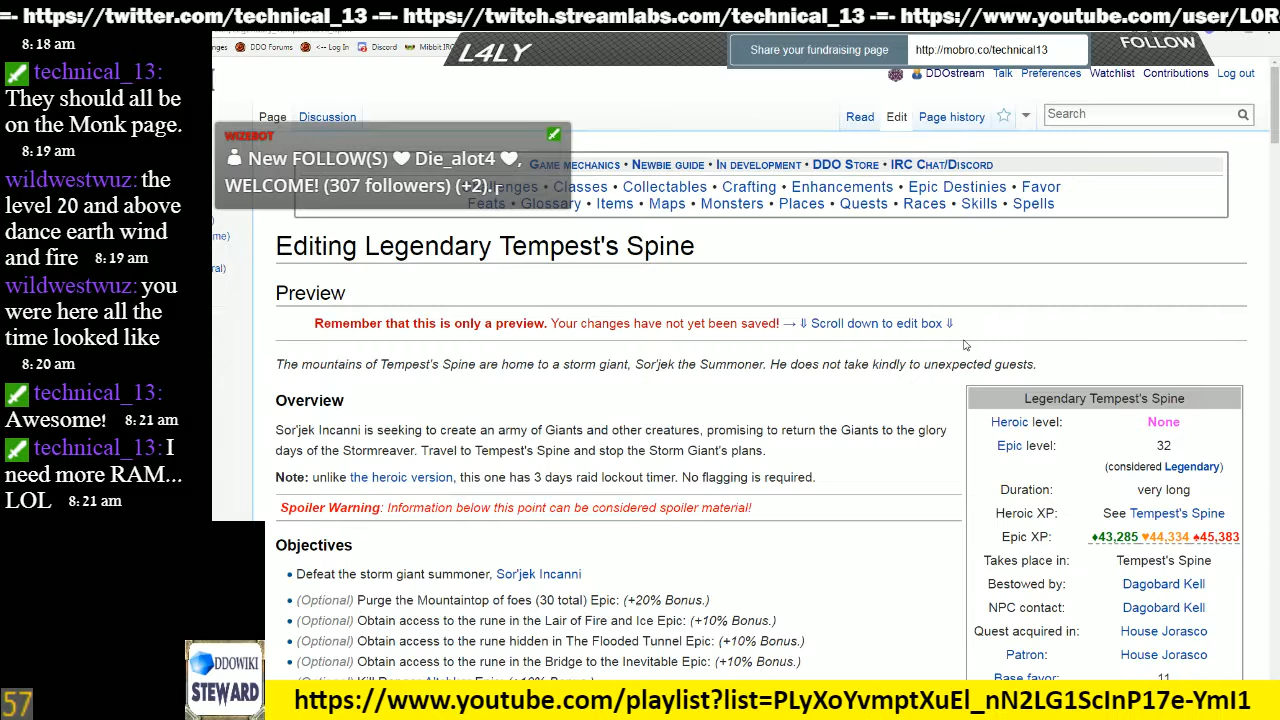 =- https://twitter.com/technical_13 -=- https://twitch.streamlabs.com/technical_13 -=- https://www.youtube.com/user/L0R
8:18 am
technical_13:
They should all be
on the Monk page.
8:19 am
wildwestwuz: the
level 20 and above
dance earth wind
and fire 8:19 am
wildwestwuz: you
were here all the
time looked like
8:20 am
technical_13:
Awesome! 8:21 am
technical_13: I
need more RAM...
LOL 8:21 am
DDO Forums <-- Log In Discord Mibbit
L4LY
Share your fundraising page http://mobro.co/technical13
FOLLOW
DDOstream Talk Preferences Watchlist Contributions Log out
Page Discussion Read Edit Page history Search
WIZEBOT
New FOLLOW(S) ♥ Die_alot4 ♥,
WELCOME! (307 followers) (+2).
Game mechanics • Newbie guide • In development • DDO Store • IRC Chat/Discord
Challenges • Classes • Collectables • Crafting • Enhancements • Epic Destinies • Favor
Feats • Glossary • Items • Maps • Monsters • Places • Quests • Races • Skills • Spells
Editing Legendary Tempest's Spine
Preview
Remember that this is only a preview. Your changes have not yet been saved! → ⇓ Scroll down to edit box ⇓
The mountains of Tempest's Spine are home to a storm giant, Sor'jek the Summoner. He does not take kindly to unexpected guests.
Overview
Sor'jek Incanni is seeking to create an army of Giants and other creatures, promising to return the Giants to the glory
days of the Stormreaver. Travel to Tempest's Spine and stop the Storm Giant's plans.
Note: unlike the heroic version, this one has 3 days raid lockout timer. No flagging is required.
Spoiler Warning: Information below this point can be considered spoiler material!
Objectives
• Defeat the storm giant summoner, Sor'jek Incanni
• (Optional) Purge the Mountaintop of foes (30 total) Epic: (+20% Bonus.)
• (Optional) Obtain access to the rune in the Lair of Fire and Ice Epic: (+10% Bonus.)
• (Optional) Obtain access to the rune hidden in The Flooded Tunnel Epic: (+10% Bonus.)
• (Optional) Obtain access to the rune in the Bridge to the Inevitable Epic: (+10% Bonus.)
Legendary Tempest's Spine
Heroic level: None
Epic level: 32
(considered Legendary)
Duration: very long
Heroic XP: See Tempest's Spine
Epic XP: ♦43,285 ♥44,334 ♠45,383
Takes place in: Tempest's Spine
Bestowed by: Dagobard Kell
NPC contact: Dagobard Kell
Quest acquired in: House Jorasco
Patron: House Jorasco
Base favor: 11
57
DDOWIKI
STEWARD
https://www.youtube.com/playlist?list=PLyXoYvmptXuEl_nN2LG1ScInP17e-YmI1